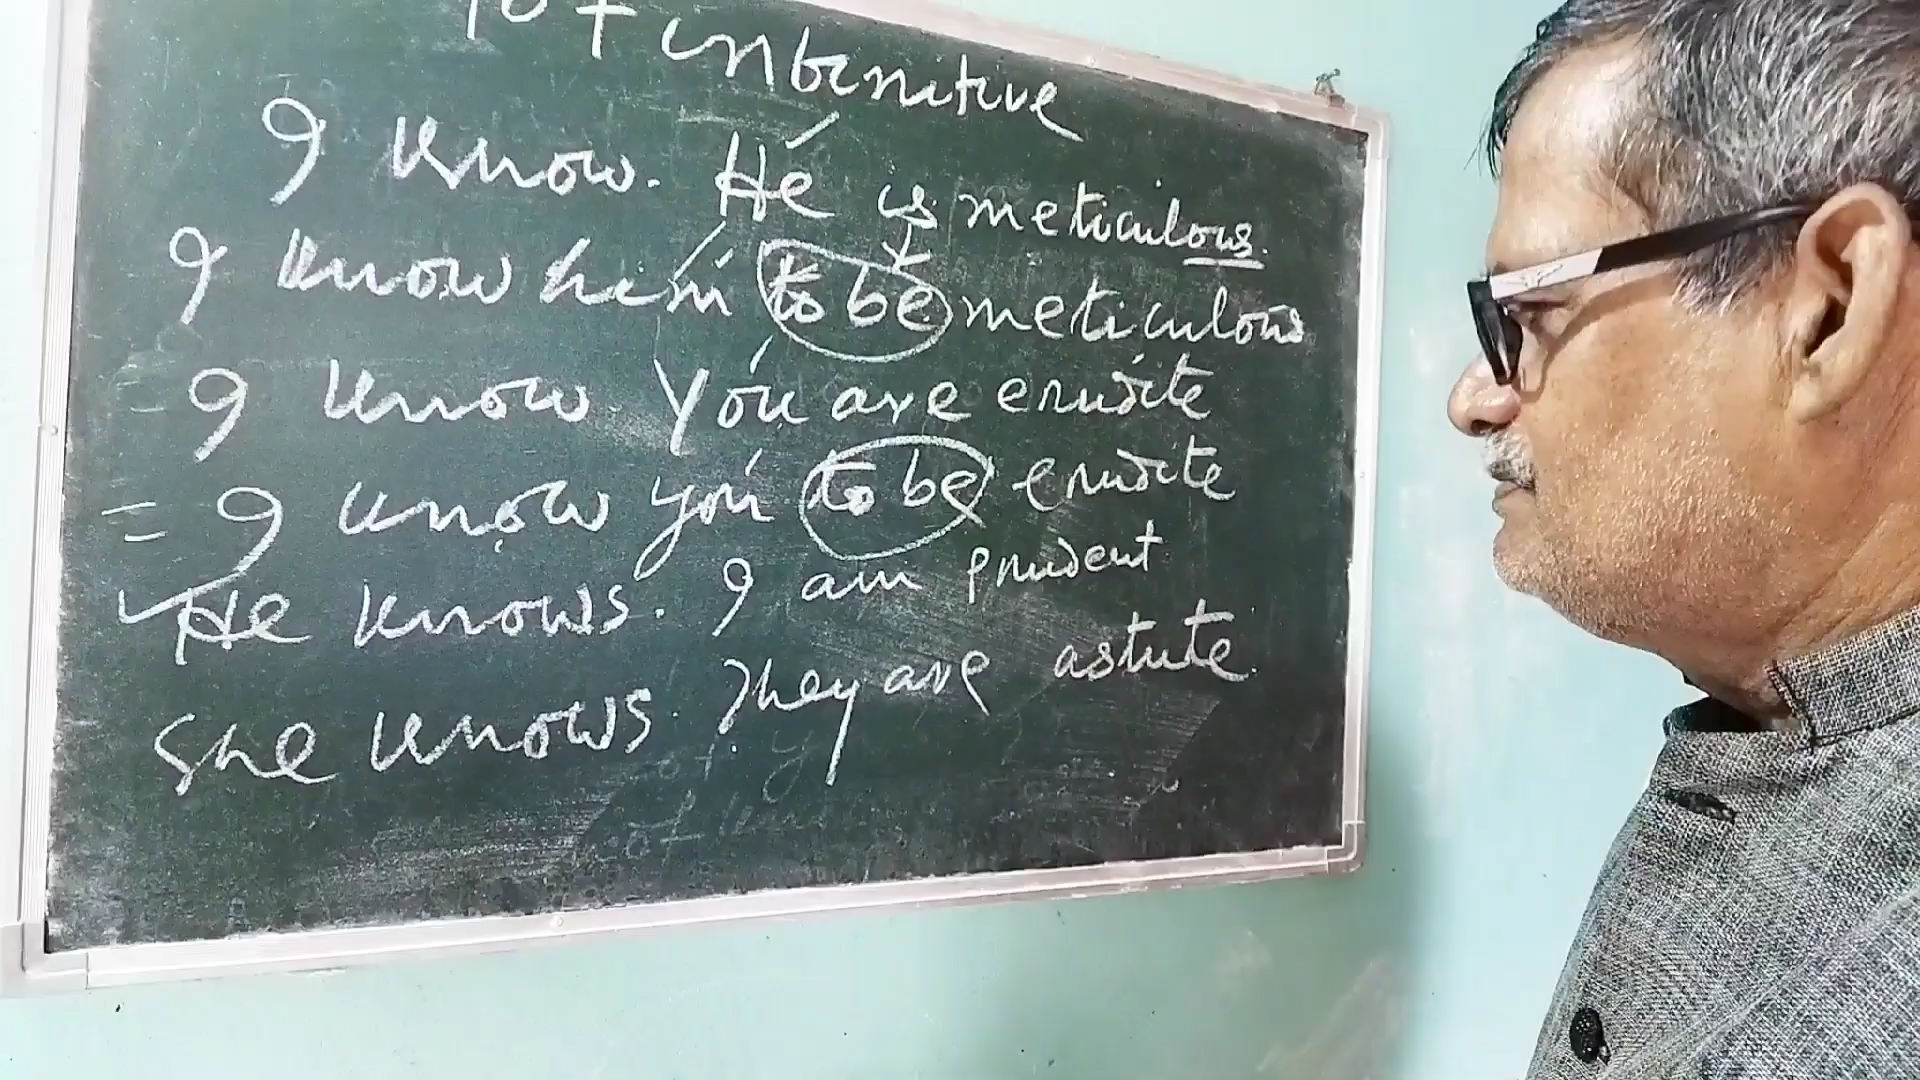 To + infinitive
I know. He is meticulous.
I know him to be meticulous
= I know you are erudite
= I know you to be erudite
He knows. I am prudent
She knows. They are astute.